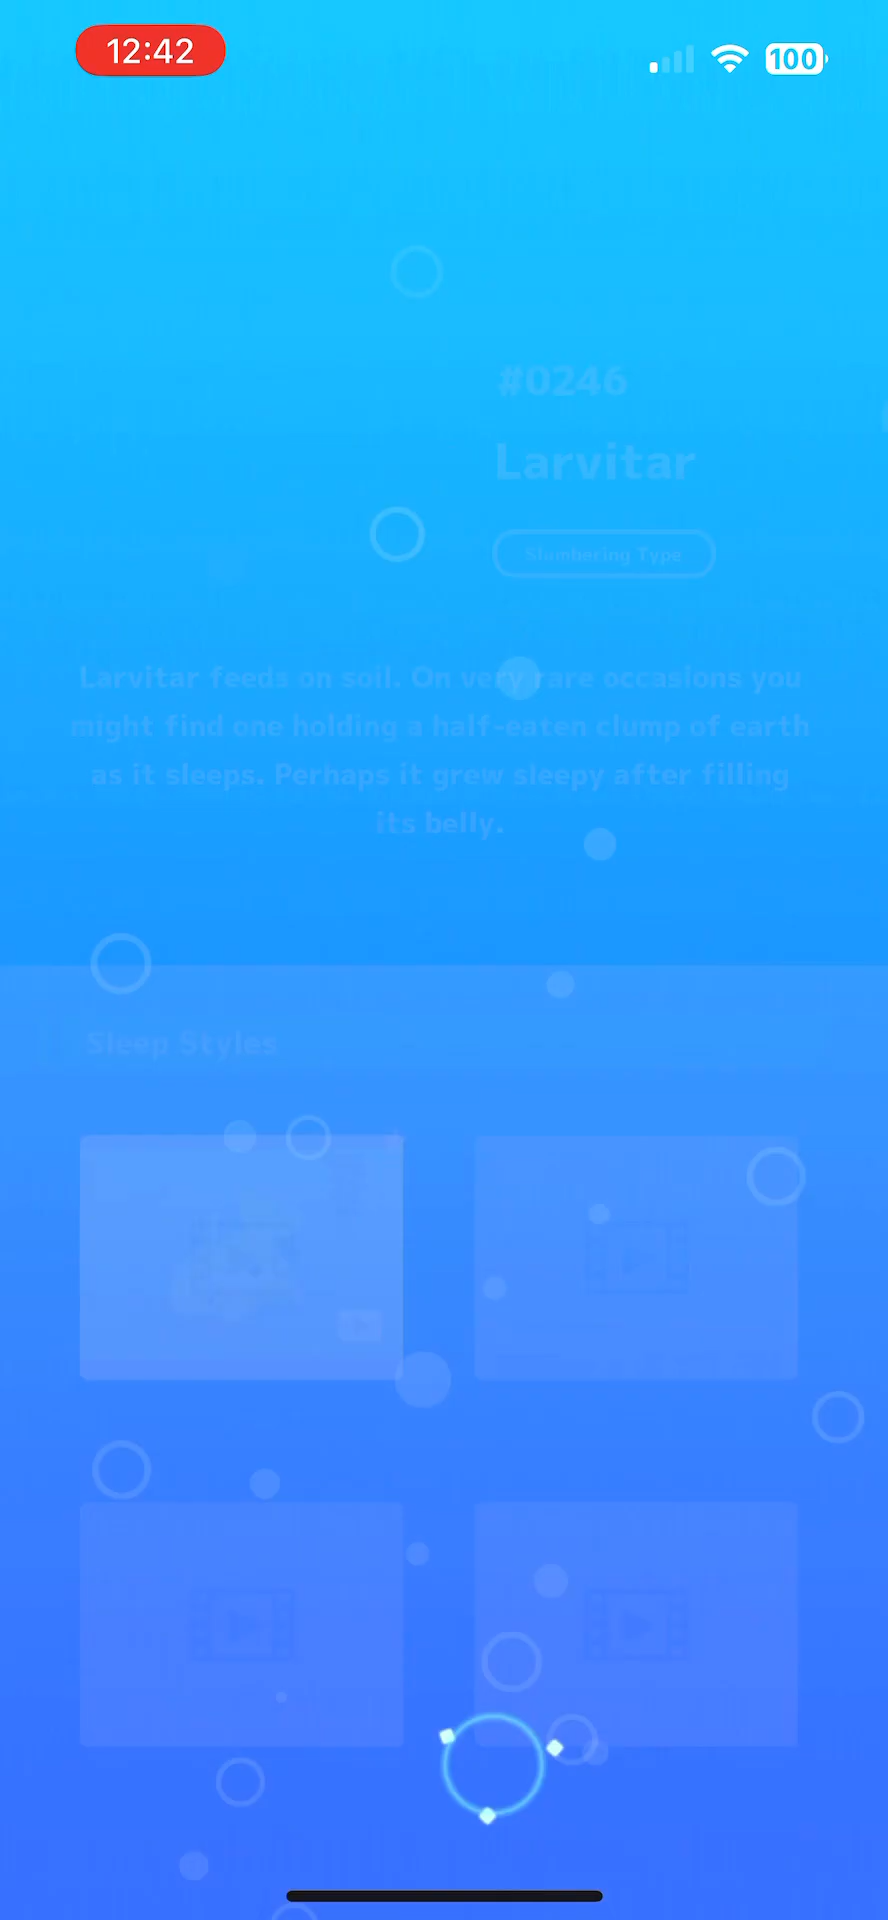 12:42
100
#0246
Larvitar
Slumbering Type
Larvitar feeds on soil. On very rare occasions you
might find one holding a half-eaten clump of earth
as it sleeps. Perhaps it grew sleepy after filling
its belly.
Sleep Styles